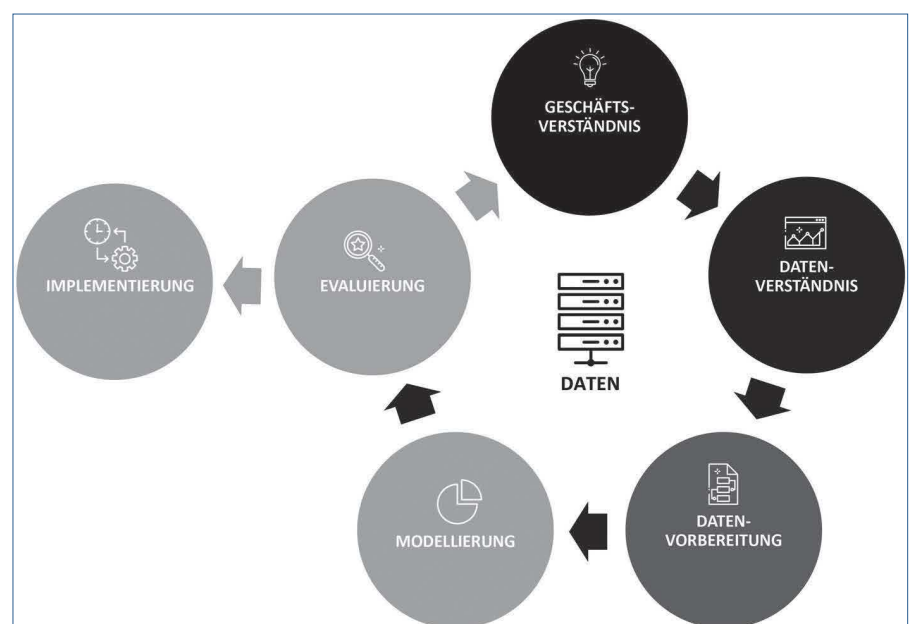 GESCHÄFTS-
VERSTÄNDNIS
DATEN-
VERSTÄNDNIS
DATEN-
VORBEREITUNG
MODELLIERUNG
EVALUIERUNG
IMPLEMENTIERUNG
DATEN